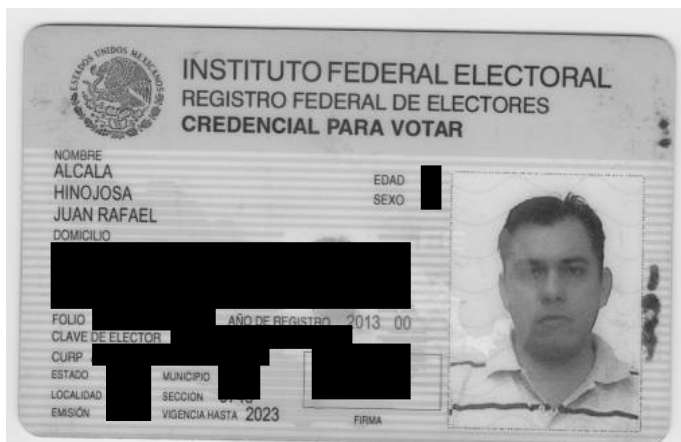 ESTADOS UNIDOS MEXICANOS
INSTITUTO FEDERAL ELECTORAL
REGISTRO FEDERAL DE ELECTORES
CREDENCIAL PARA VOTAR
NOMBRE
ALCALA
HINOJOSA
JUAN RAFAEL
EDAD
SEXO
DOMICILIO
FOLIO AÑO DE REGISTRO 2013 00
CLAVE DE ELECTOR
CURP
ESTADO MUNICIPIO
LOCALIDAD SECCION
EMISIÓN VIGENCIA HASTA 2023
FIRMA